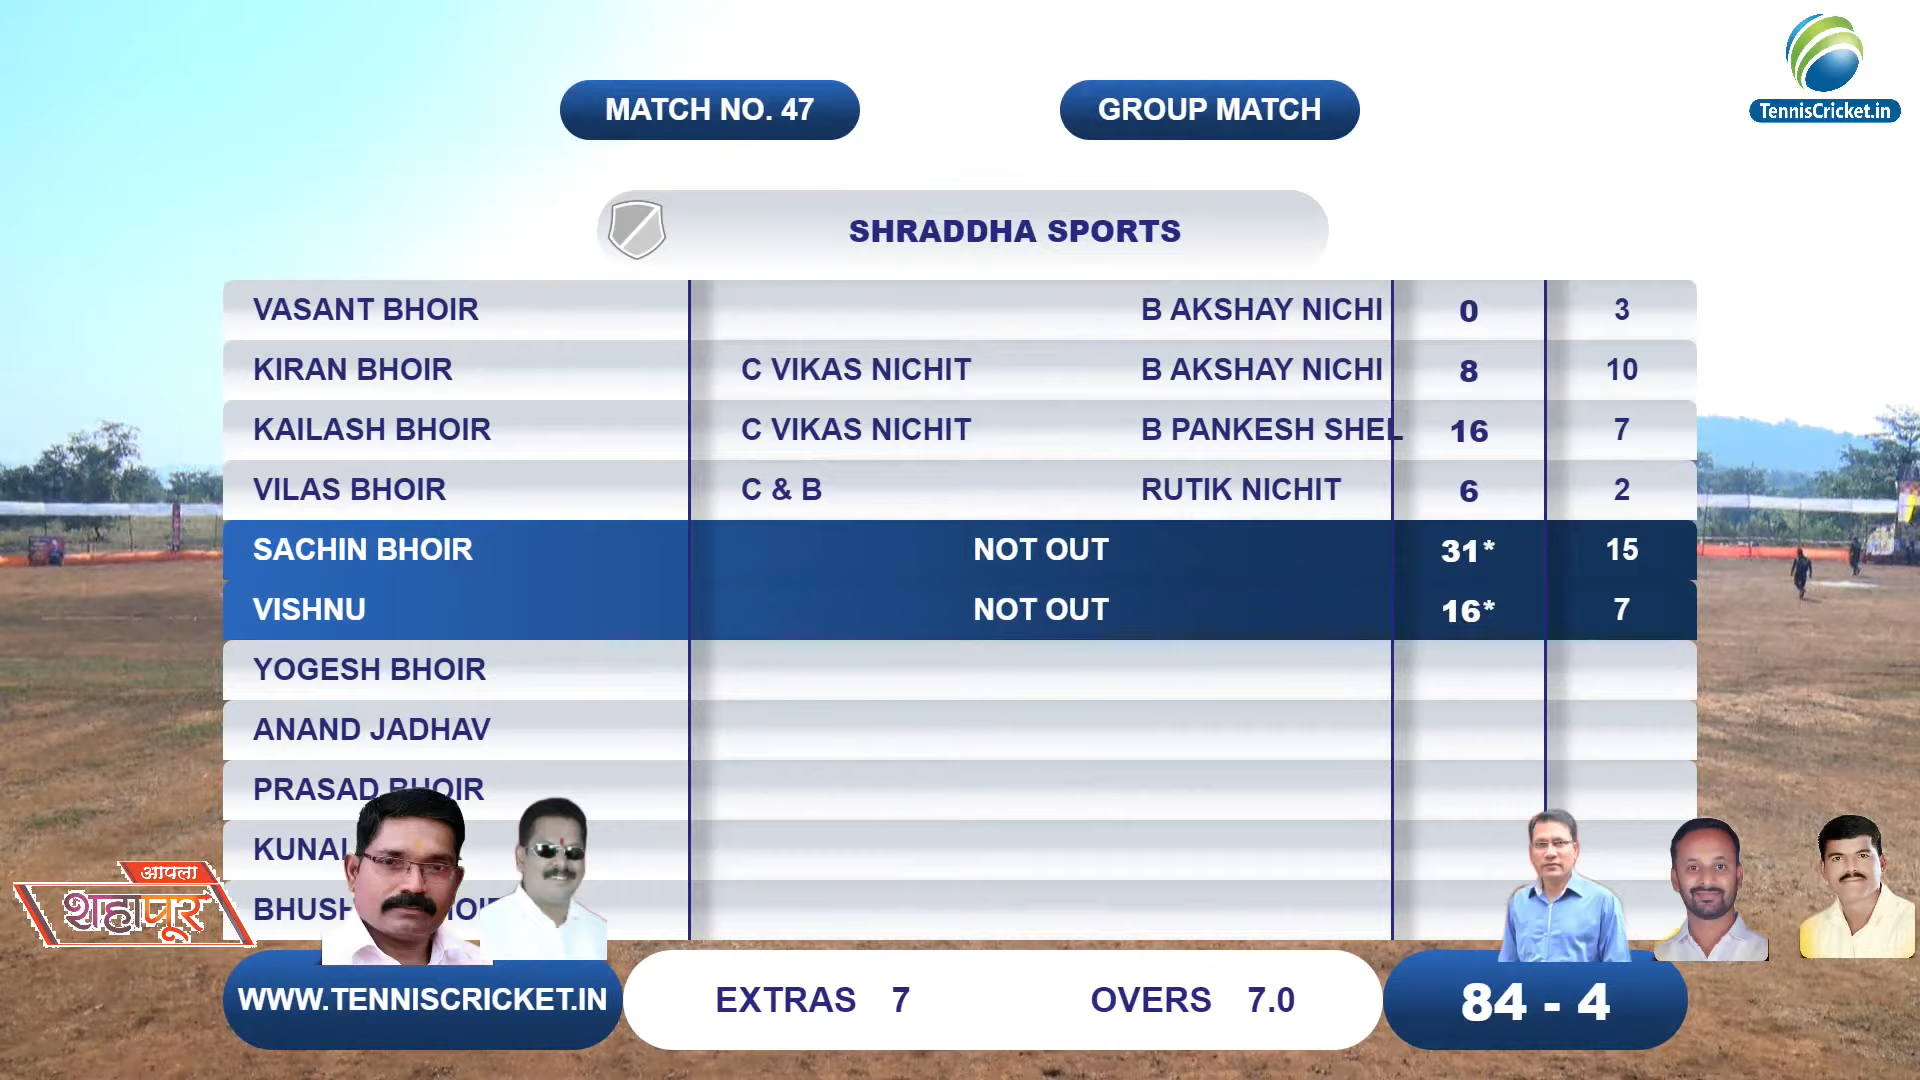 TennisCricket.in
MATCH NO. 47 GROUP MATCH
SHRADDHA SPORTS
VASANT BHOIR B AKSHAY NICHI 0 3
KIRAN BHOIR C VIKAS NICHIT B AKSHAY NICHI 8 10
KAILASH BHOIR C VIKAS NICHIT B PANKESH SHEL 16 7
VILAS BHOIR C & B RUTIK NICHIT 6 2
SACHIN BHOIR NOT OUT 31* 15
VISHNU NOT OUT 16* 7
YOGESH BHOIR
ANAND JADHAV
PRASAD BHOIR
आपला
शहापूर
WWW.TENNISCRICKET.IN EXTRAS 7 OVERS 7.0 84 - 4